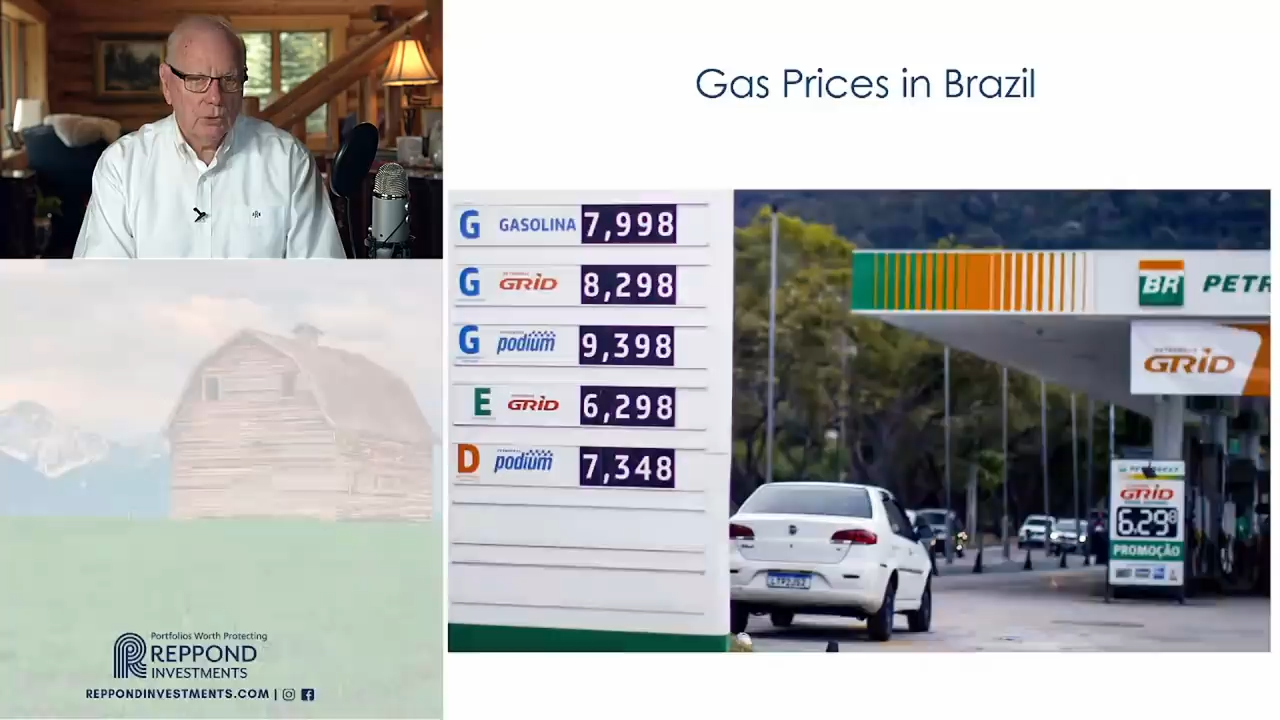 Gas Prices in Brazil
G GASOLINA 7,998
G GRID 8,298
G podium 9,398
E GRID 6,298
D podium 7,348
BR PETR
GRID
GRID
6.298
PROMOÇÃO
Portfolios Worth Protecting
REPPOND
INVESTMENTS
REPPONDINVESTMENTS.COM |